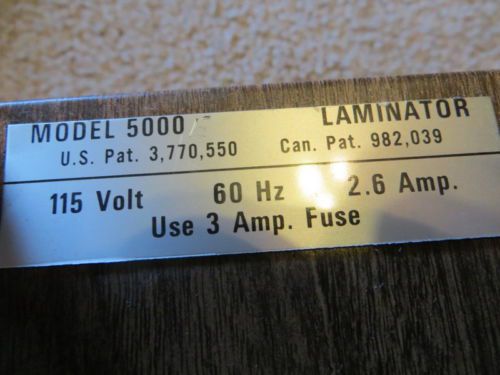 MODEL 5000 LAMINATOR
U.S. Pat. 3,770,550 Can. Pat. 982,039
115 Volt 60 Hz 2.6 Amp.
Use 3 Amp. Fuse